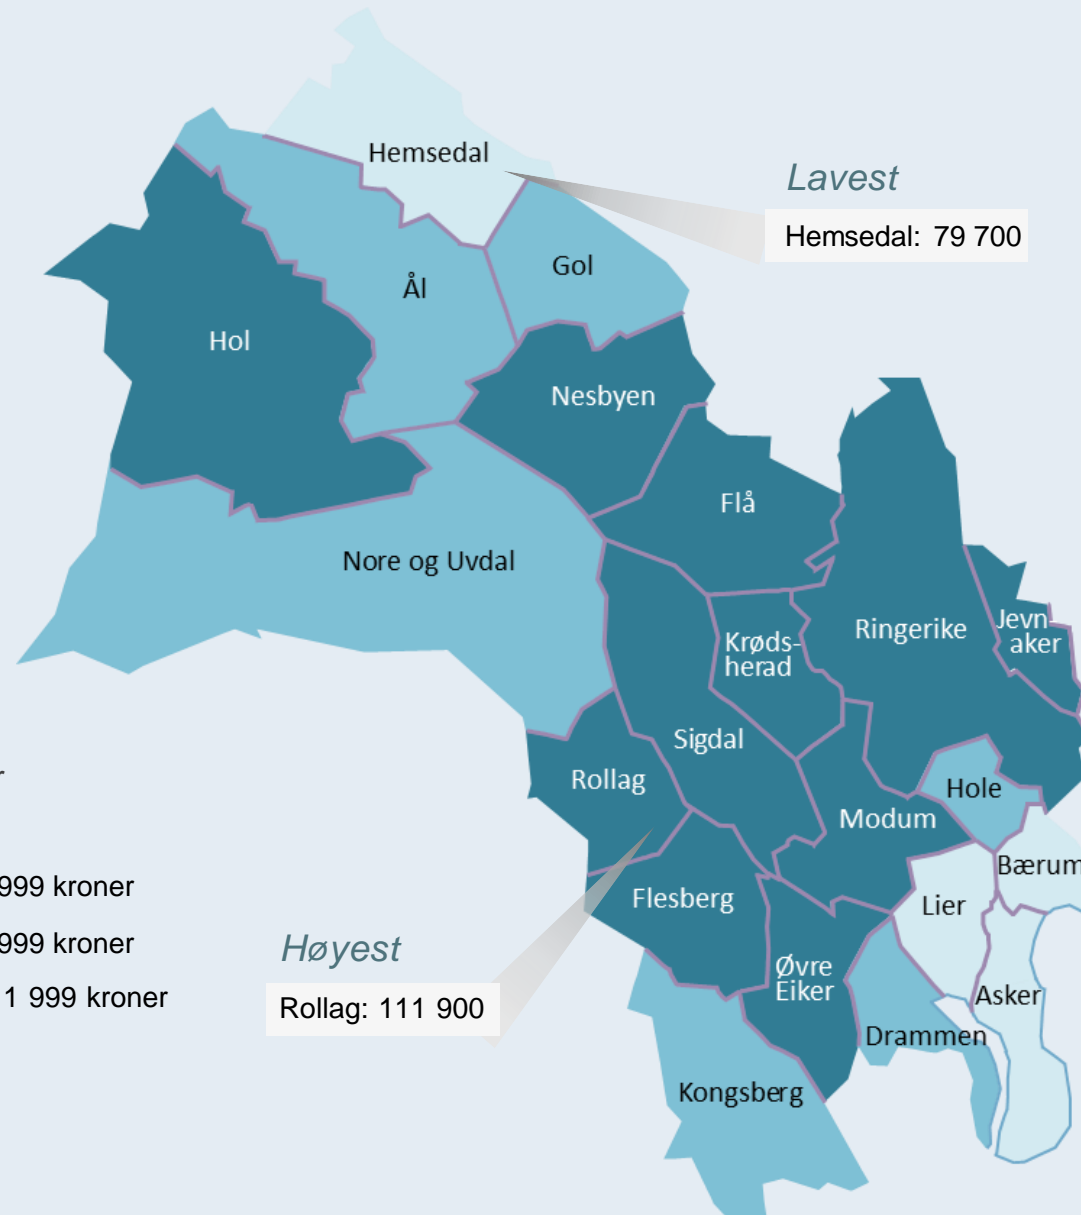 Hemsedal
Lavest
Hemsedal: 79 700
Gol
Ål
Hol
Nesbyen
Flå
Nore og Uvdal
Jevn
aker
Ringerike
Krøds-
herad
Sigdal
Rollag
Hole
Modum
Bærum
999 kroner
Flesberg
Lier
999 kroner
Høyest
Øvre
Eiker
1 999 kroner
Asker
Rollag: 111 900
Drammen
Kongsberg